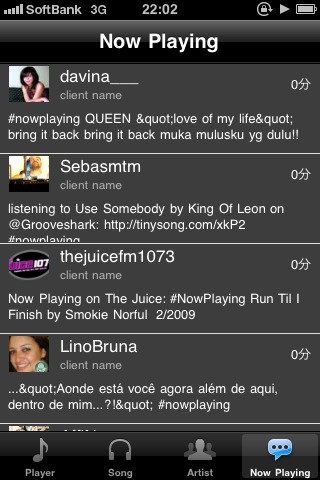 SoftBank 3G 22:02
Now Playing
davina___
0分
client name
#nowplaying QUEEN &quot;love of my life&quot;
bring it back bring it back muka mulusku yg dulu!!
Sebasmtm
0分
client name
listening to Use Somebody by King Of Leon on
@Grooveshark: http://tinysong.com/xkP2
#nowplaying
thejuicefm1073
0分
client name
107
Now Playing on The Juice: #NowPlaying Run Til I
Finish by Smokie Norful 2/2009
LinoBruna
0分
client name
...&quot;Aonde está você agora além de aqui,
dentro de mim...?!&quot; #nowplaying
Player
Song
Artist
Now Playing